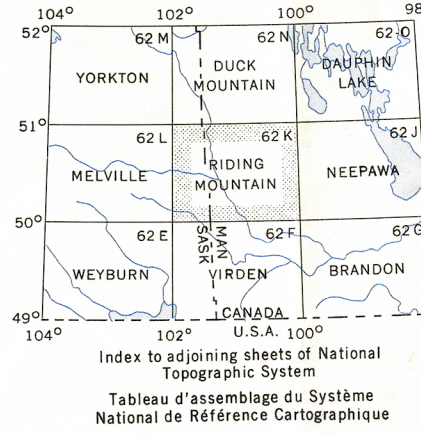 104° 102° 100° 98
52° 62 M 62 N 62-O
YORKTON DUCK MOUNTAIN DAUPHIN LAKE
51° 62 L 62 K 62 J
MELVILLE RIDING MOUNTAIN NEEPAWA
50° 62 E 62 F 62 G
MAN
SASK
WEYBURN VIRDEN BRANDON
CANADA
49° U.S.A.
104° 102° 100°
Index to adjoining sheets of National
Topographic System
Tableau d'assemblage du Système
National de Référence Cartographique